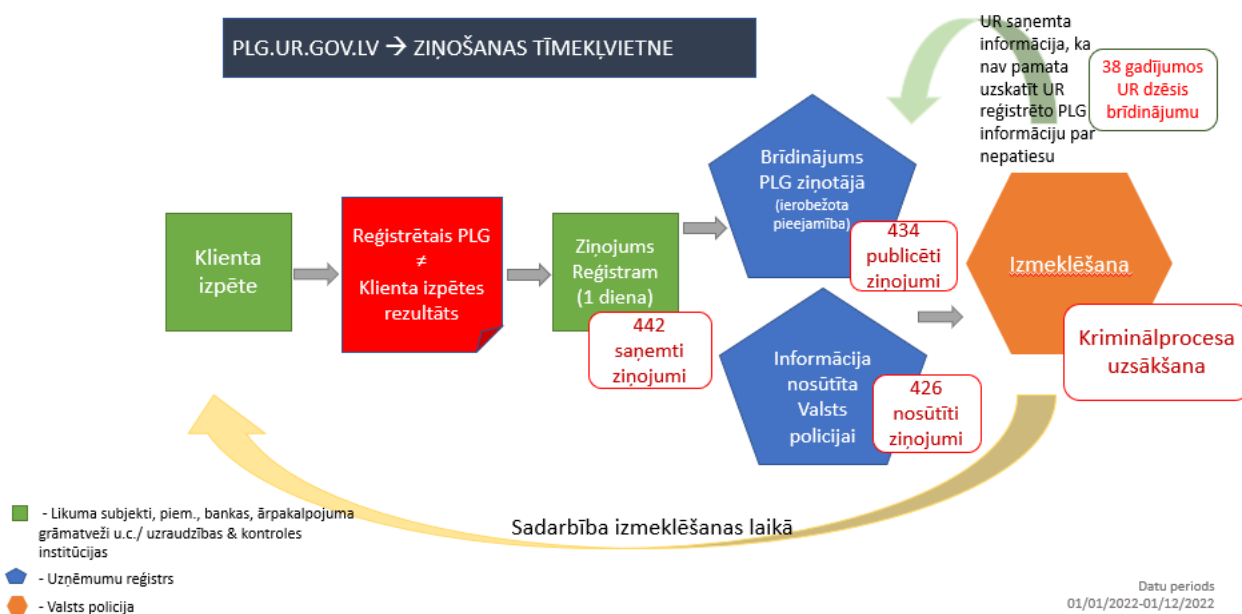 PLG.UR.GOV.LV → ZIŅOŠANAS TĪMEKĻVIETNE
UR saņemta
informācija, ka
nav pamata
uzskatīt UR
reģistrēto PLG
informāciju par
nepatiesu
38 gadījumos
UR dzēsis
brīdinājumu
Brīdinājums
PLG ziņotājā
(ierobežota
pieejamība)
434
publicēti
ziņojumi
Klienta
izpēte
Reģistrētais PLG
≠
Klienta izpētes
rezultāts
Ziņojums
Reģistram
(1 diena)
442
saņemti
ziņojumi
Izmeklēšana
Kriminālprocesa
uzsākšana
Informācija
nosūtīta
Valsts
policijai
426
nosūtīti
ziņojumi
Sadarbība izmeklēšanas laikā
- Likuma subjekti, piem., bankas, ārpakalpojuma
grāmatveži u.c./ uzraudzības & kontroles
institūcijas
- Uzņēmumu reģistrs
- Valsts policija
Datu periods
01/01/2022-01/12/2022